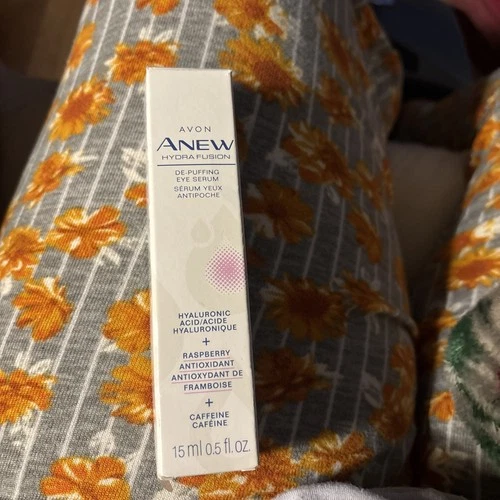 AVON
ANEW
HYDRA FUSION
DE-PUFFING
EYE SERUM
SÉRUM YEUX
ANTIPOCHE
HYALURONIC
ACID/ACIDE
HYALURONIQUE
+
RASPBERRY
ANTIOXIDANT
ANTIOXYDANT DE
FRAMBOISE
+
CAFFEINE
CAFÉINE
15 ml 0.5 fl.oz.